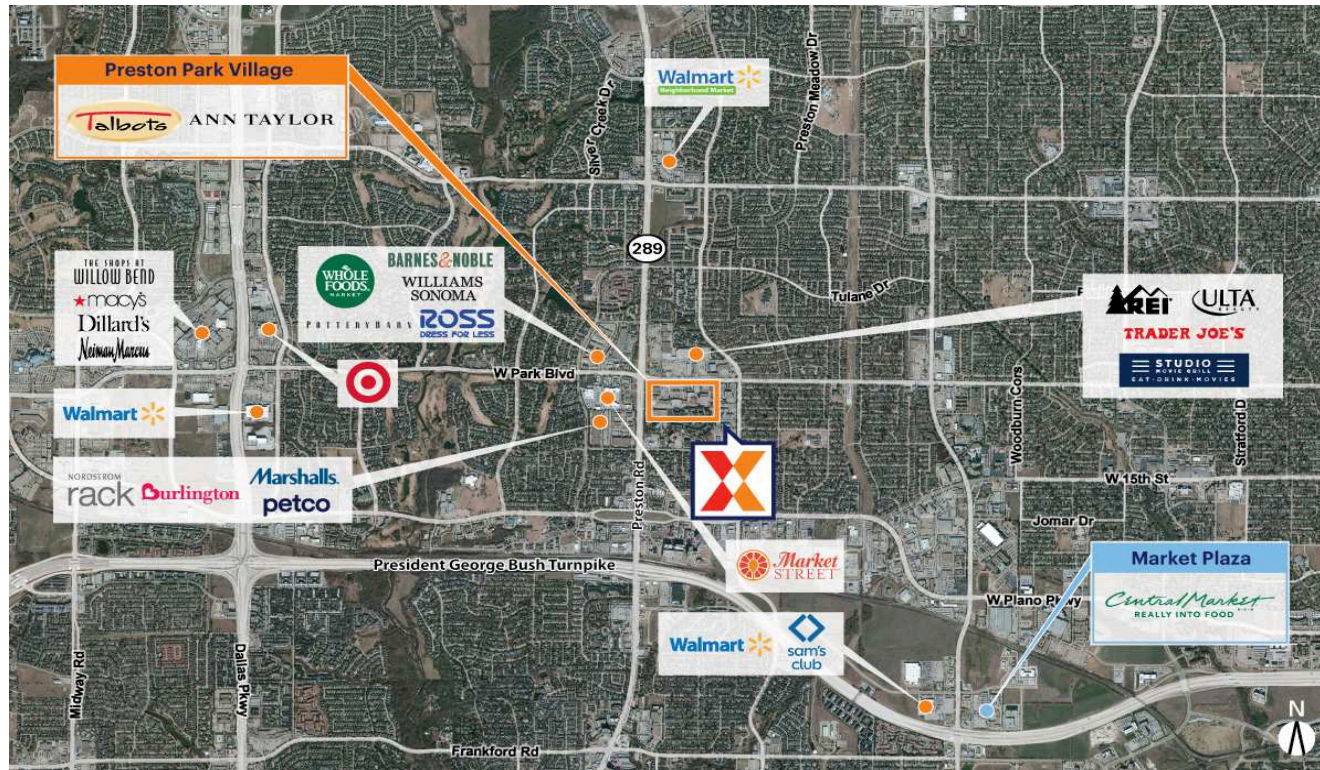 Preston Park Village
Talbots ANN TAYLOR
Walmart
Neighborhood Market
Silver Creek Dr
Preston Meadow Dr
289
THE SHOPS AT
WILLOW BEND
macy's
Dillard's
Neiman Marcus
WHOLE
FOODS
MARKET
BARNES&NOBLE
WILLIAMS
SONOMA
POTTERY BARN
ROSS
DRESS FOR LESS
Tulane Dr
REI
ULTA
BEAUTY
TRADER JOE'S
STUDIO
MOVIE GRILL
EAT·DRINK·MOVIES
W Park Blvd
Walmart
Woodburn Cors
Stratford D
NORDSTROM
rack
Burlington
Marshalls.
petco
Preston Rd
W 15th St
Jomar Dr
President George Bush Turnpike
Market
STREET
Market Plaza
Central Market
REALLY INTO FOOD
W Plano Pkwy
Walmart
sam's
club
Midway Rd
Dallas Pkwy
Frankford Rd
N